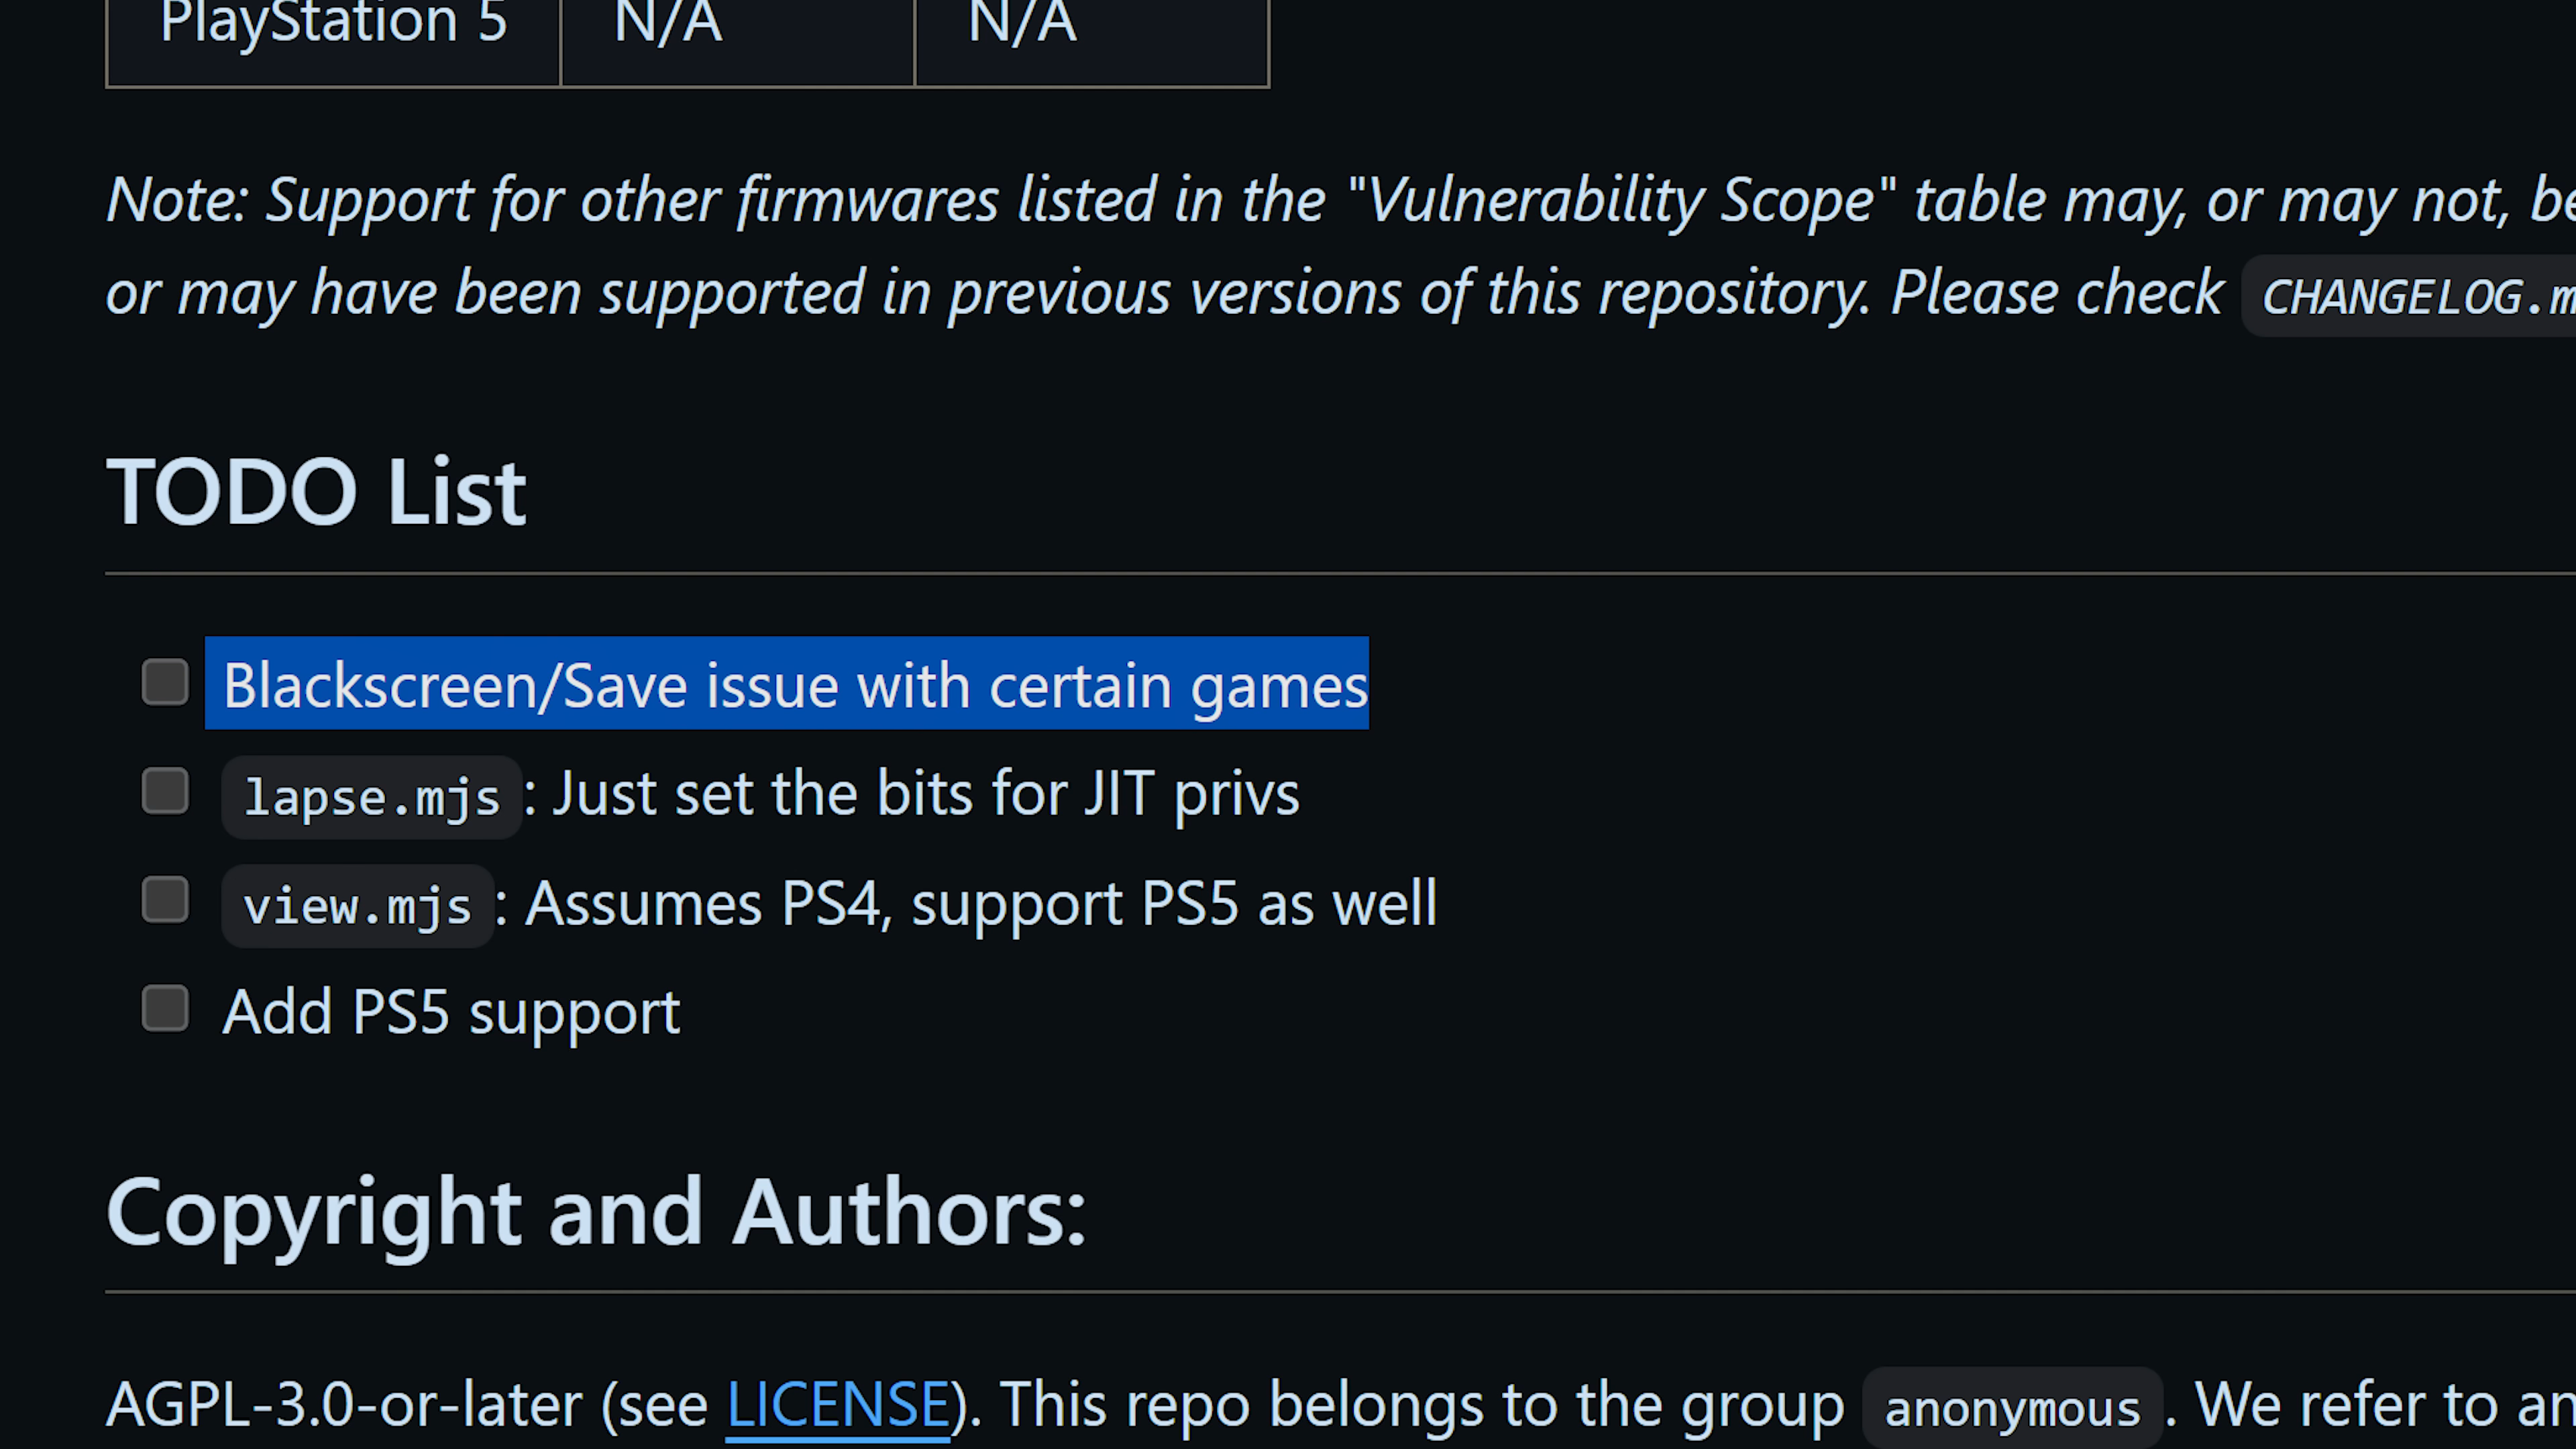 PlayStation 5 N/A N/A
Note: Support for other firmwares listed in the "Vulnerability Scope" table may, or may not, be
or may have been supported in previous versions of this repository. Please check CHANGELOG.m
TODO List
Blackscreen/Save issue with certain games
lapse.mjs: Just set the bits for JIT privs
view.mjs: Assumes PS4, support PS5 as well
Add PS5 support
Copyright and Authors:
AGPL-3.0-or-later (see LICENSE). This repo belongs to the group anonymous. We refer to an